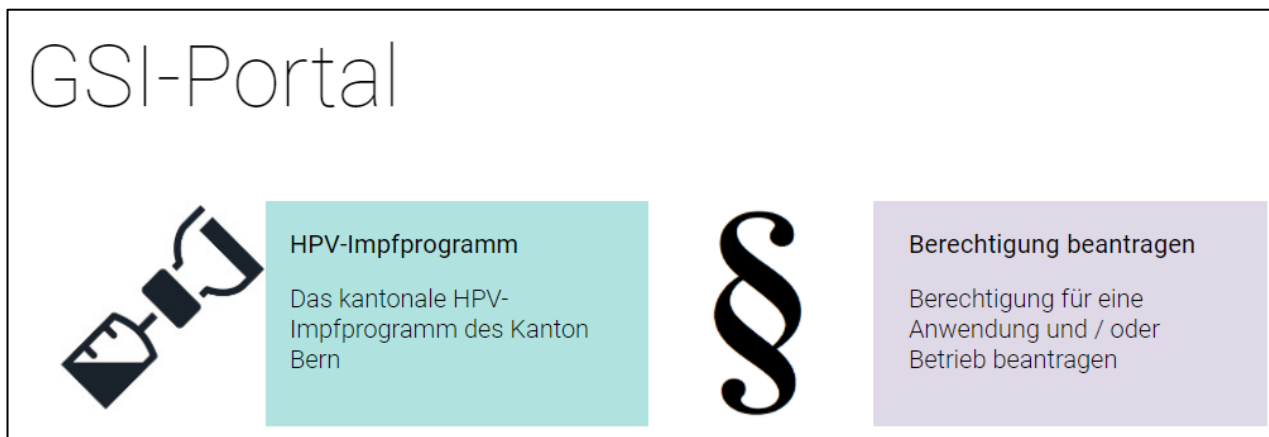 GSI-Portal
HPV-Impfprogramm
Das kantonale HPV-
Impfprogramm des Kanton
Bern
§
Berechtigung beantragen
Berechtigung für eine
Anwendung und / oder
Betrieb beantragen